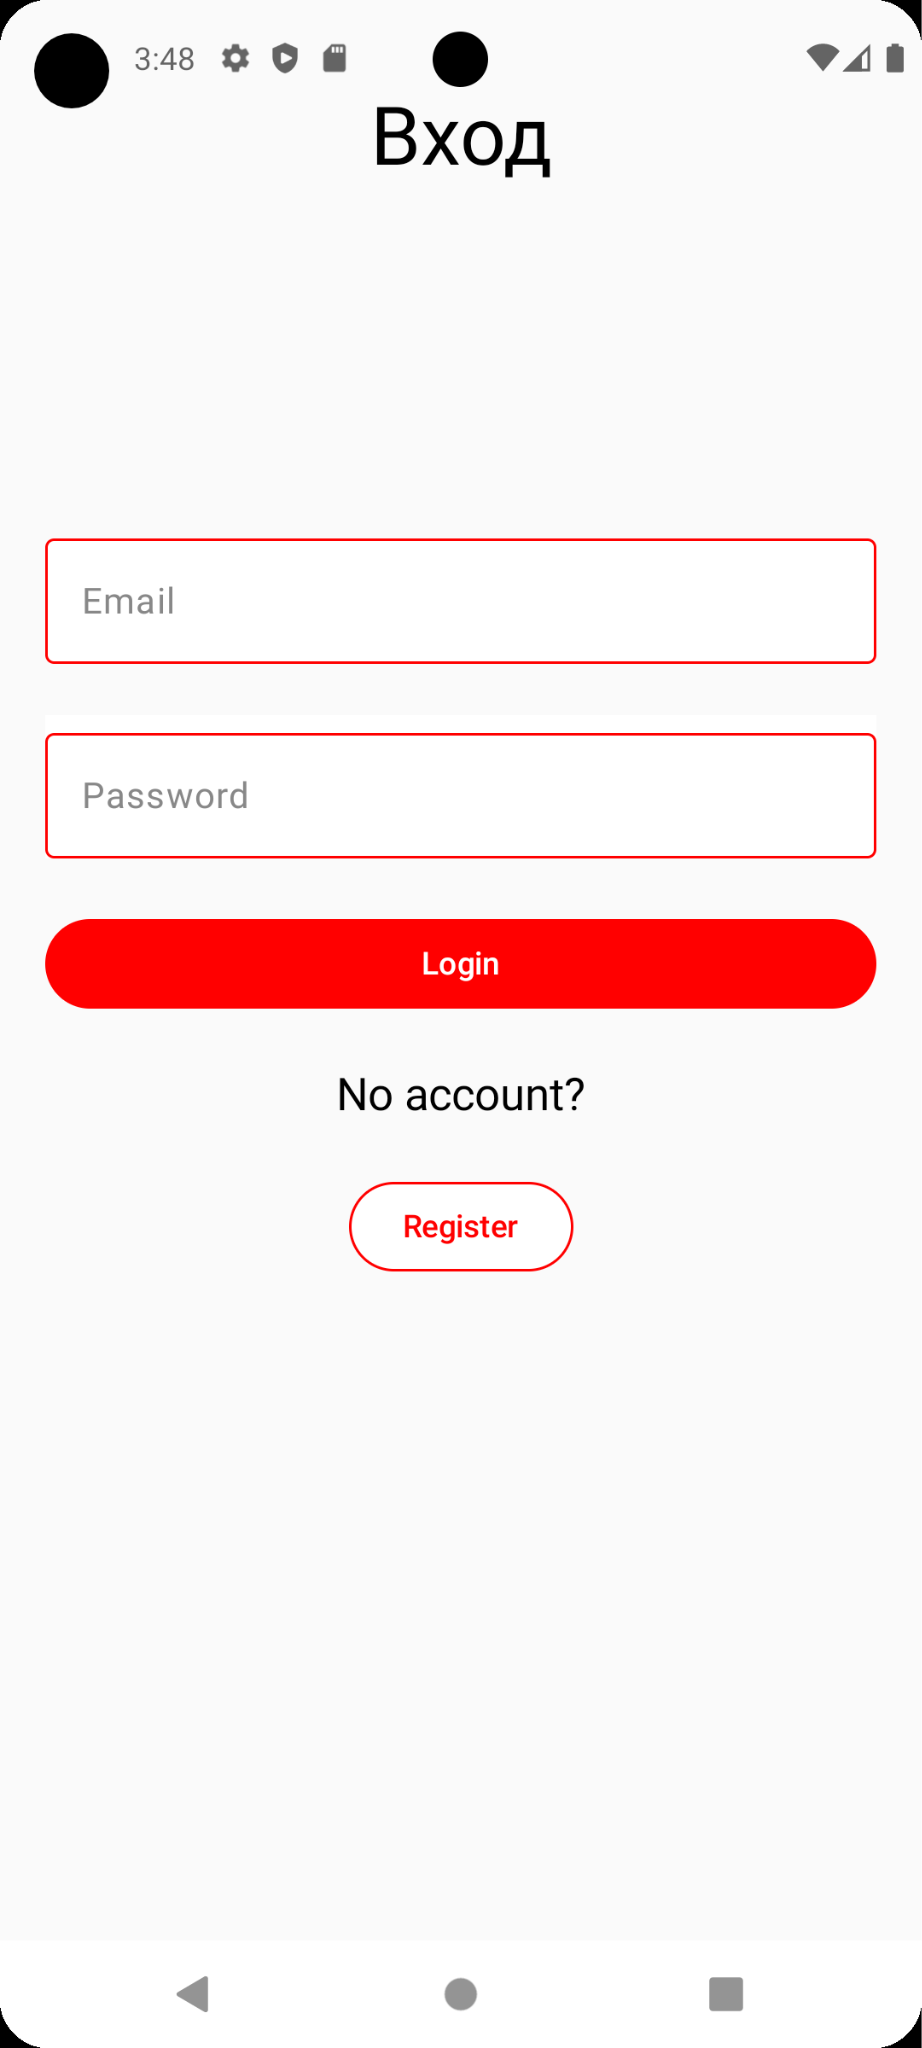 3:48
Вход
Email
Password
Login
No account?
Register